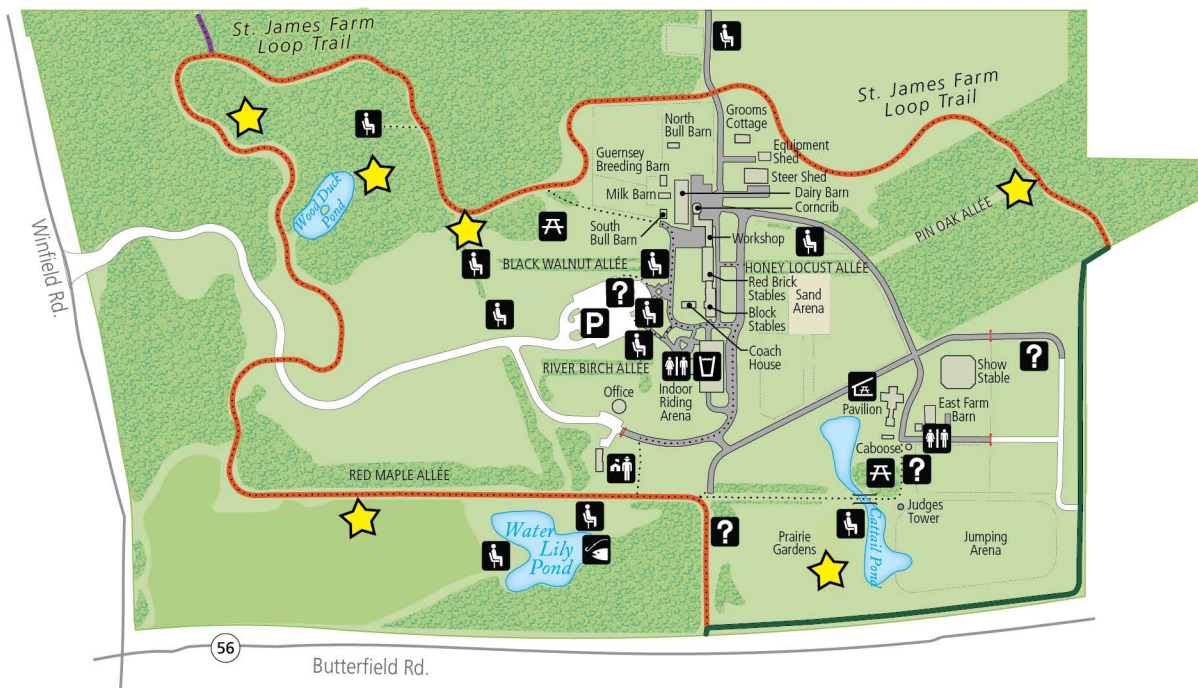 St. James Farm
Loop Trail
St. James Farm
Loop Trail
North
Bull Barn
Grooms
Cottage
Equipment
Shed
Guernsey
Breeding Barn
Steer Shed
Milk Barn
Dairy Barn
Corncrib
Wood Duck
Pond
South
Bull Barn
Workshop
PIN OAK ALLÉE
Winfield Rd.
BLACK WALNUT ALLÉE
HONEY LOCUST ALLÉE
Red Brick
Stables
Sand
Arena
?
P
Block
Stables
Coach
House
?
RIVER BIRCH ALLÉE
Show
Stable
Office
Indoor
Riding
Arena
Pavilion
East Farm
Barn
Caboose
?
RED MAPLE ALLÉE
Judges
Tower
Water
Lily
Pond
?
Prairie
Gardens
Cattail Pond
Jumping
Arena
56
Butterfield Rd.